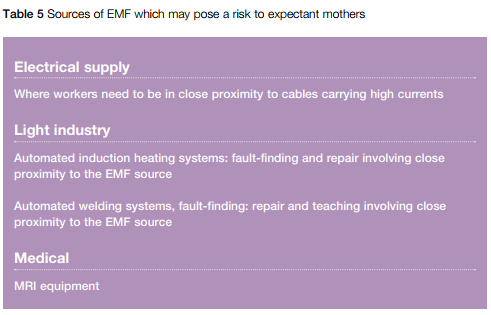 Table 5 Sources of EMF which may pose a risk to expectant mothers
Electrical supply
Where workers need to be in close proximity to cables carrying high currents
Light industry
Automated induction heating systems: fault-finding and repair involving close
proximity to the EMF source
Automated welding systems, fault-finding: repair and teaching involving close
proximity to the EMF source
Medical
MRI equipment